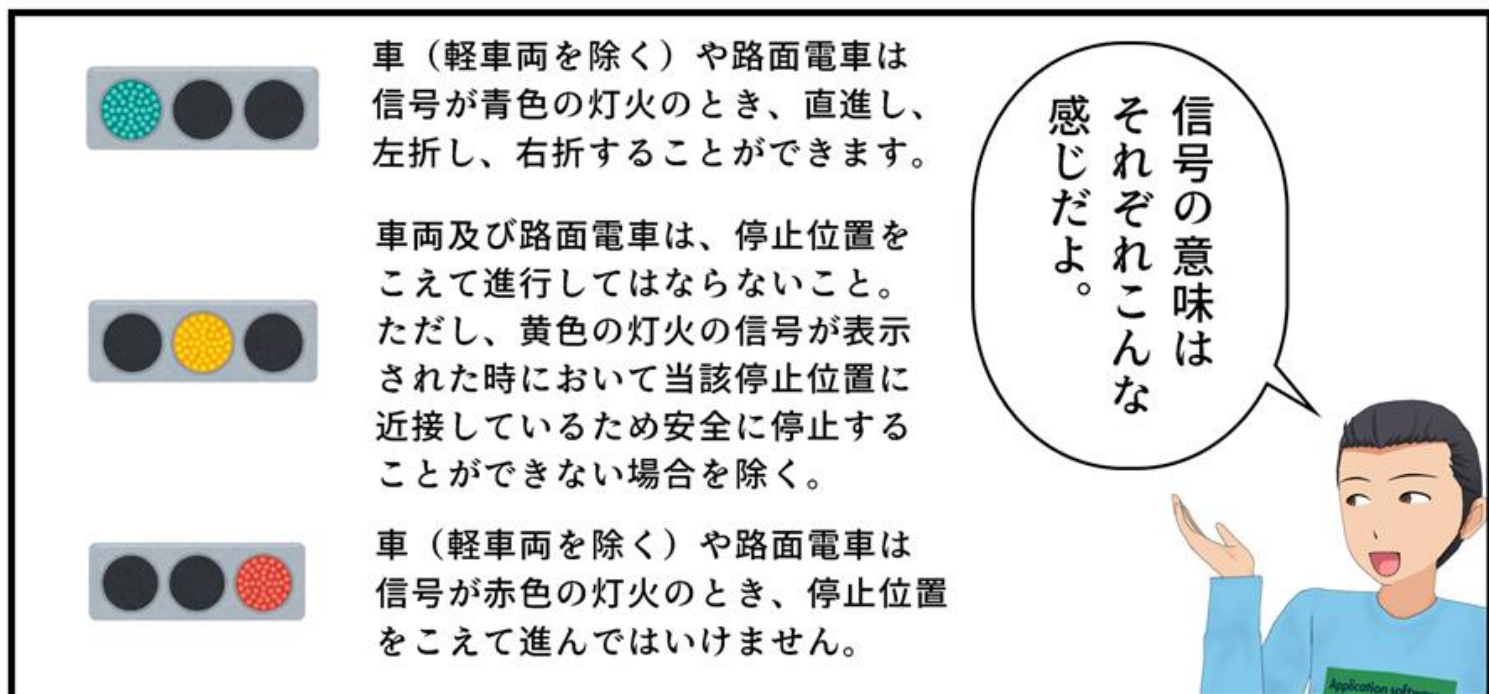 車（軽車両を除く）や路面電車は
信号が青色の灯火のとき、直進し、
左折し、右折することができます。
車両及び路面電車は、停止位置を
こえて進行してはならないこと。
ただし、黄色の灯火の信号が表示
された時において当該停止位置に
近接しているため安全に停止する
ことができない場合を除く。
車（軽車両を除く）や路面電車は
信号が赤色の灯火のとき、停止位置
をこえて進んではいけません。
信号の意味は
それぞれこんな
感じだよ。
Application